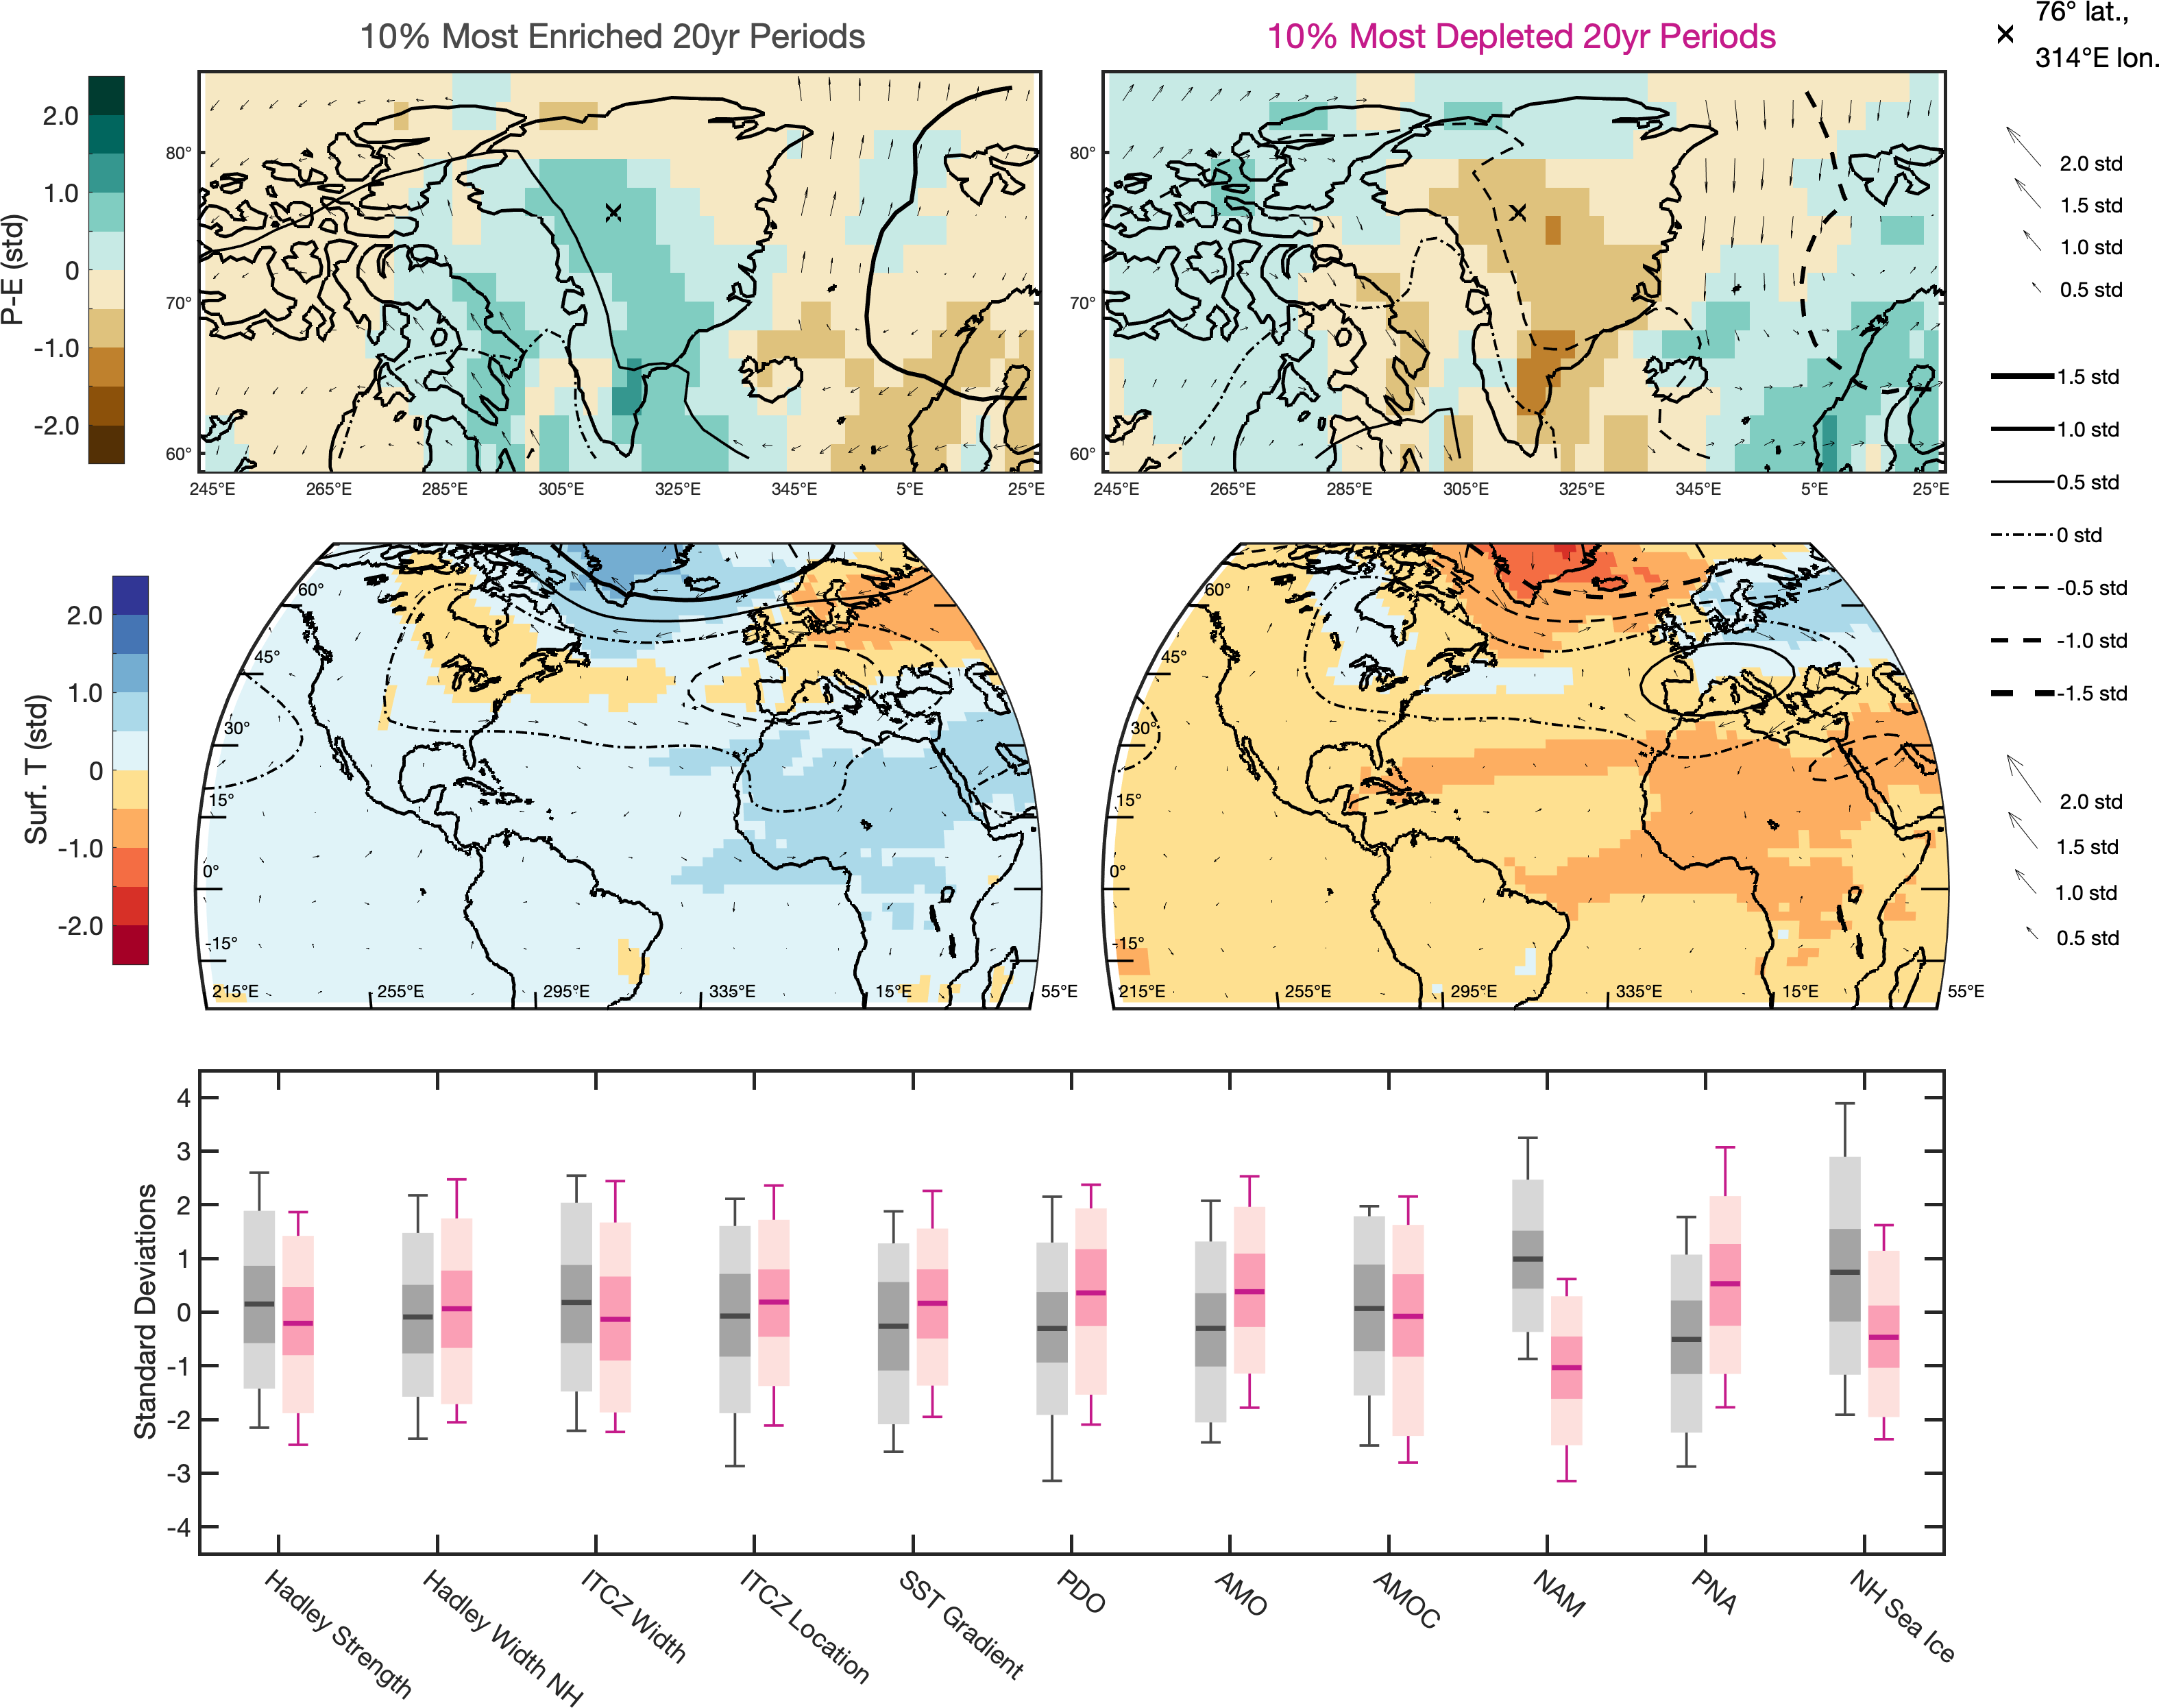 10% Most Enriched 20yr Periods
10% Most Depleted 20yr Periods
76° lat.,
314°E lon.
P-E (std)
2.0
1.0
0
-1.0
-2.0
80°
70°
60°
245°E 265°E 285°E 305°E 325°E 345°E 5°E 25°E
80°
70°
60°
245°E 265°E 285°E 305°E 325°E 345°E 5°E 25°E
2.0 std
1.5 std
1.0 std
0.5 std
1.5 std
1.0 std
0.5 std
0 std
-0.5 std
-1.0 std
-1.5 std
Surf. T (std)
2.0
1.0
0
-1.0
-2.0
60°
45°
30°
15°
0°
-15°
215°E 255°E 295°E 335°E 15°E 55°E
60°
45°
30°
15°
0°
-15°
215°E 255°E 295°E 335°E 15°E 55°E
2.0 std
1.5 std
1.0 std
0.5 std
Standard Deviations
4
3
2
1
0
-1
-2
-3
-4
Hadley Strength
Hadley Width NH
ITCZ Width
ITCZ Location
SST Gradient
PDO
AMO
AMOC
NAM
PNA
NH Sea Ice